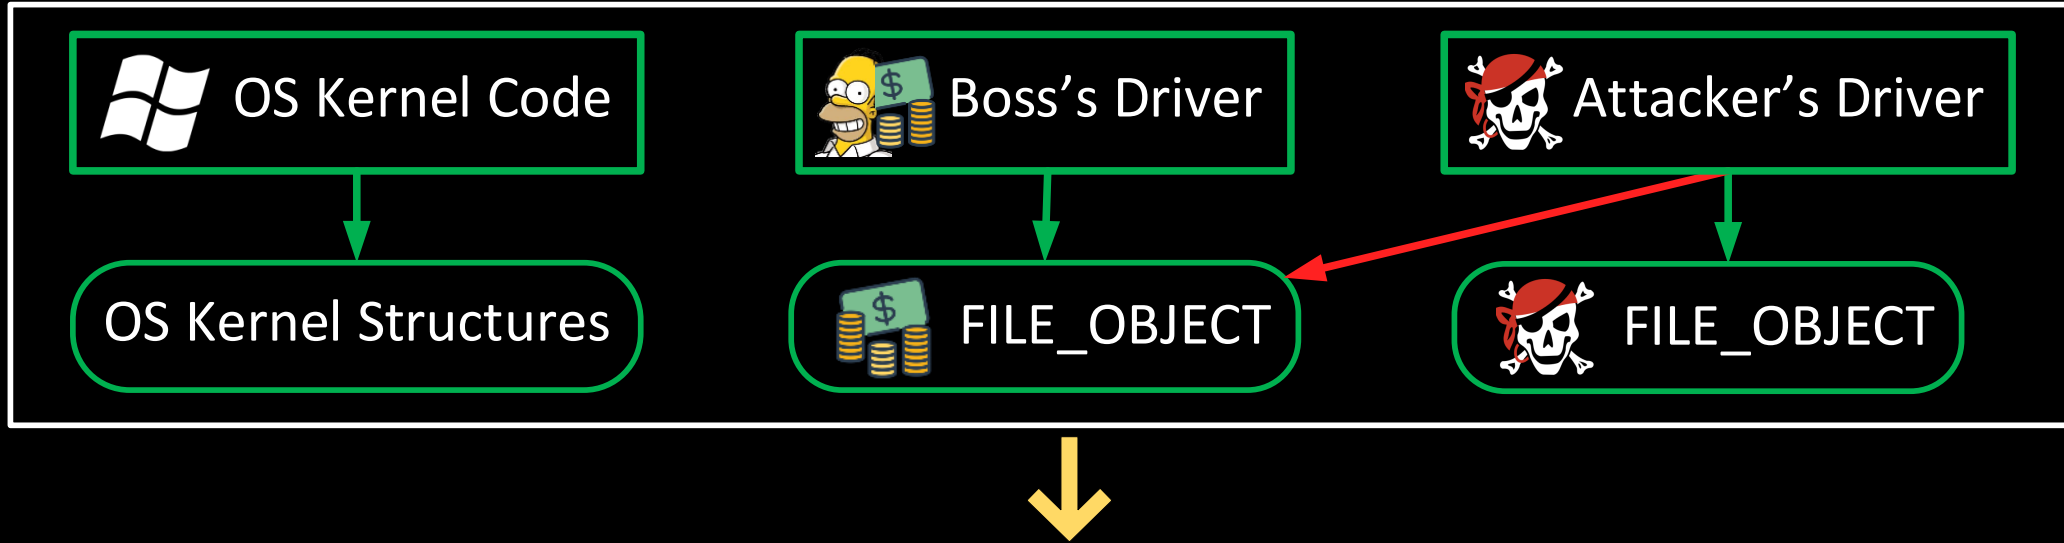 OS Kernel Code
Boss’s Driver
Attacker’s Driver
OS Kernel Structures
$ FILE_OBJECT
FILE_OBJECT